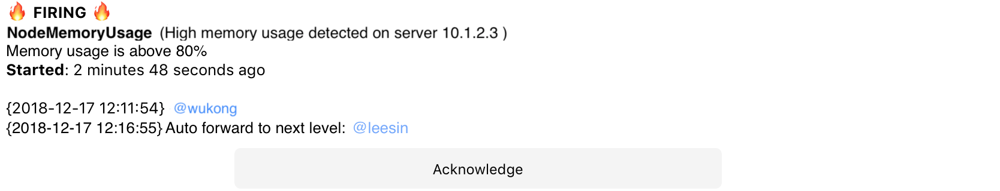 🔥 FIRING 🔥
NodeMemoryUsage (High memory usage detected on server 10.1.2.3 )
Memory usage is above 80%
Started: 2 minutes 48 seconds ago
{2018-12-17 12:11:54} @wukong
{2018-12-17 12:16:55} Auto forward to next level: @leesin
Acknowledge